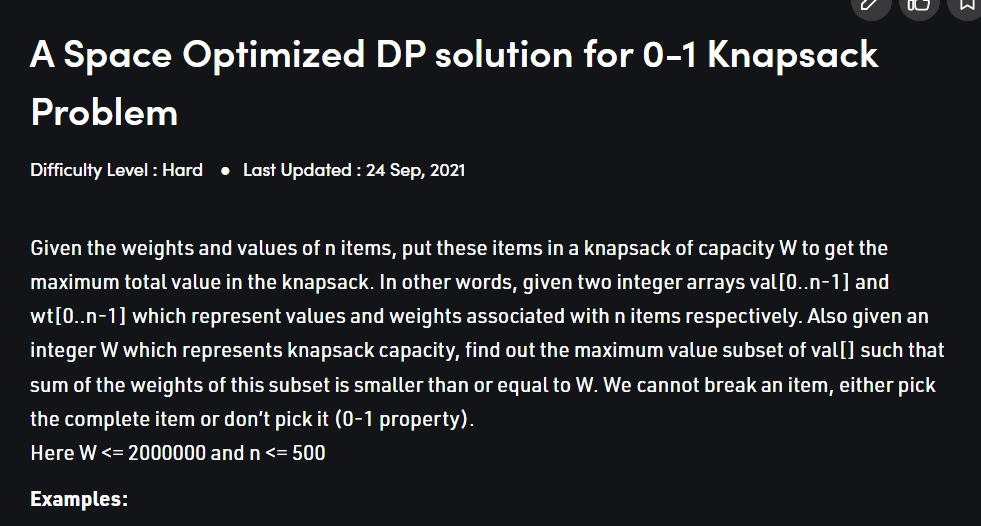 A Space Optimized DP solution for 0-1 Knapsack
Problem
Difficulty Level : Hard ● Last Updated : 24 Sep, 2021
Given the weights and values of n items, put these items in a knapsack of capacity W to get the
maximum total value in the knapsack. In other words, given two integer arrays val[0..n-1] and
wt[0..n-1] which represent values and weights associated with n items respectively. Also given an
integer W which represents knapsack capacity, find out the maximum value subset of val[] such that
sum of the weights of this subset is smaller than or equal to W. We cannot break an item, either pick
the complete item or don’t pick it (0-1 property).
Here W <= 2000000 and n <= 500
Examples: